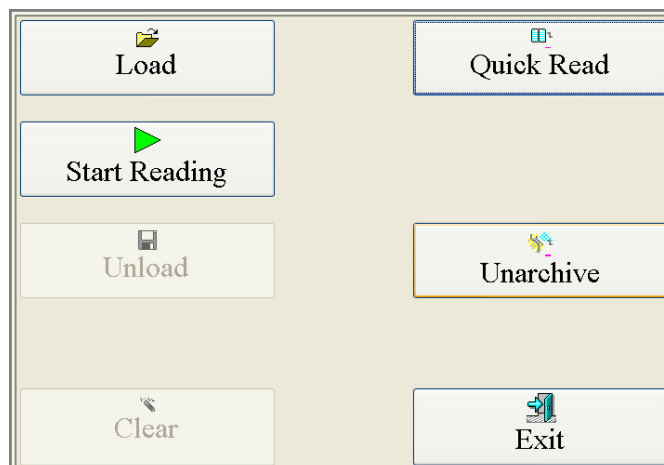 Load
Quick Read
Start Reading
Unload
Unarchive
Clear
Exit